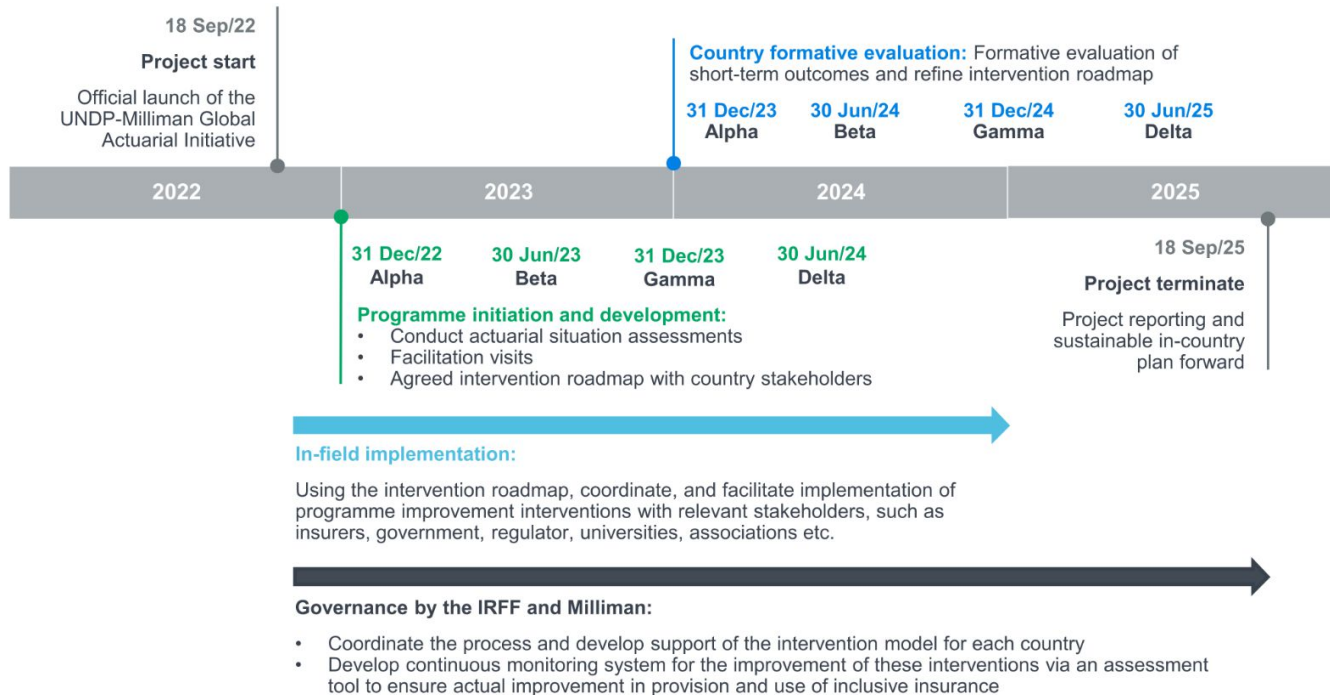 18 Sep/22
Project start
Official launch of the
UNDP-Milliman Global
Actuarial Initiative
Country formative evaluation: Formative evaluation of
short-term outcomes and refine intervention roadmap
31 Dec/23 30 Jun/24 31 Dec/24 30 Jun/25
Alpha Beta Gamma Delta
2022 2023 2024 2025
31 Dec/22 30 Jun/23 31 Dec/23 30 Jun/24
Alpha Beta Gamma Delta
Programme initiation and development:
• Conduct actuarial situation assessments
• Facilitation visits
• Agreed intervention roadmap with country stakeholders
18 Sep/25
Project terminate
Project reporting and
sustainable in-country
plan forward
In-field implementation:
Using the intervention roadmap, coordinate, and facilitate implementation of
programme improvement interventions with relevant stakeholders, such as
insurers, government, regulator, universities, associations etc.
Governance by the IRFF and Milliman:
• Coordinate the process and develop support of the intervention model for each country
• Develop continuous monitoring system for the improvement of these interventions via an assessment
tool to ensure actual improvement in provision and use of inclusive insurance